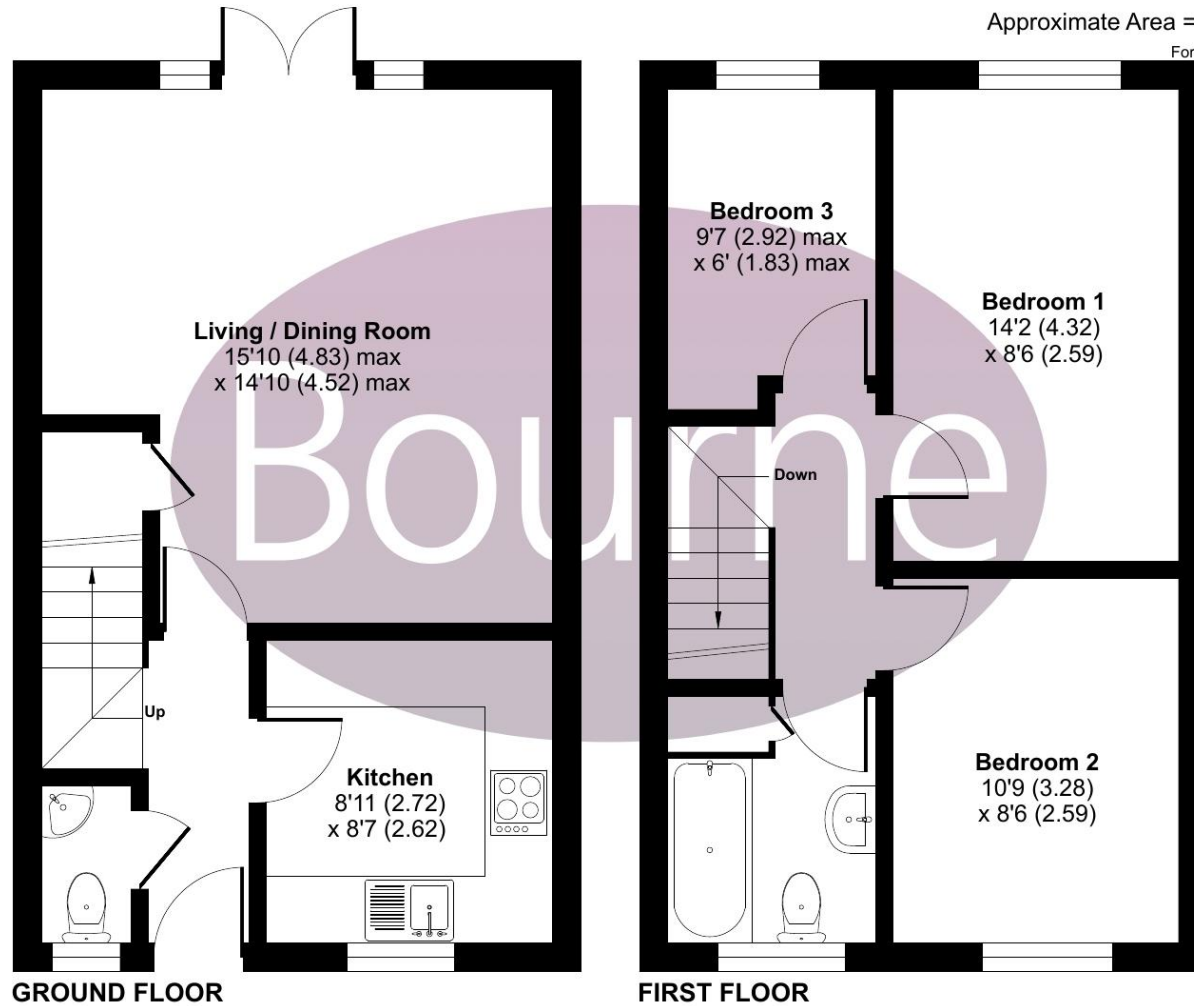 Approximate Area =
For
Living / Dining Room
15'10 (4.83) max
x 14'10 (4.52) max
Up
Kitchen
8'11 (2.72)
x 8'7 (2.62)
GROUND FLOOR
Bedroom 3
9'7 (2.92) max
x 6' (1.83) max
Bedroom 1
14'2 (4.32)
x 8'6 (2.59)
Down
Bedroom 2
10'9 (3.28)
x 8'6 (2.59)
FIRST FLOOR
Bourne